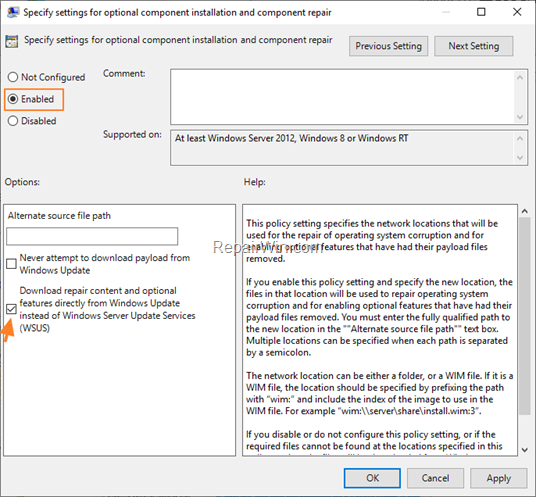 Specify settings for optional component installation and component repair
Specify settings for optional component installation and component repair
Previous Setting
Next Setting
Not Configured
Comment:
Enabled
Disabled
Supported on:
At least Windows Server 2012, Windows 8 or Windows RT
Options:
Help:
Alternate source file path
Never attempt to download payload from
Windows Update
Download repair content and optional
features directly from Windows Update
instead of Windows Server Update Services
(WSUS)
This policy setting specifies the network locations that will be
used for the repair of operating system corruption and for
enabling optional features that have had their payload files
removed.
If you enable this policy setting and specify the new location, the
files in that location will be used to repair operating system
corruption and for enabling optional features that have had their
payload files removed. You must enter the fully qualified path to
the new location in the ""Alternate source file path"" text box.
Multiple locations can be specified when each path is separated
by a semicolon.
The network location can be either a folder, or a WIM file. If it is a
WIM file, the location should be specified by prefixing the path
with "wim:" and include the index of the image to use in the
WIM file. For example "wim:\\server\share\install.wim:3".
If you disable or do not configure this policy setting, or if the
required files cannot be found at the locations specified in this
RepairWin.com
OK
Cancel
Apply